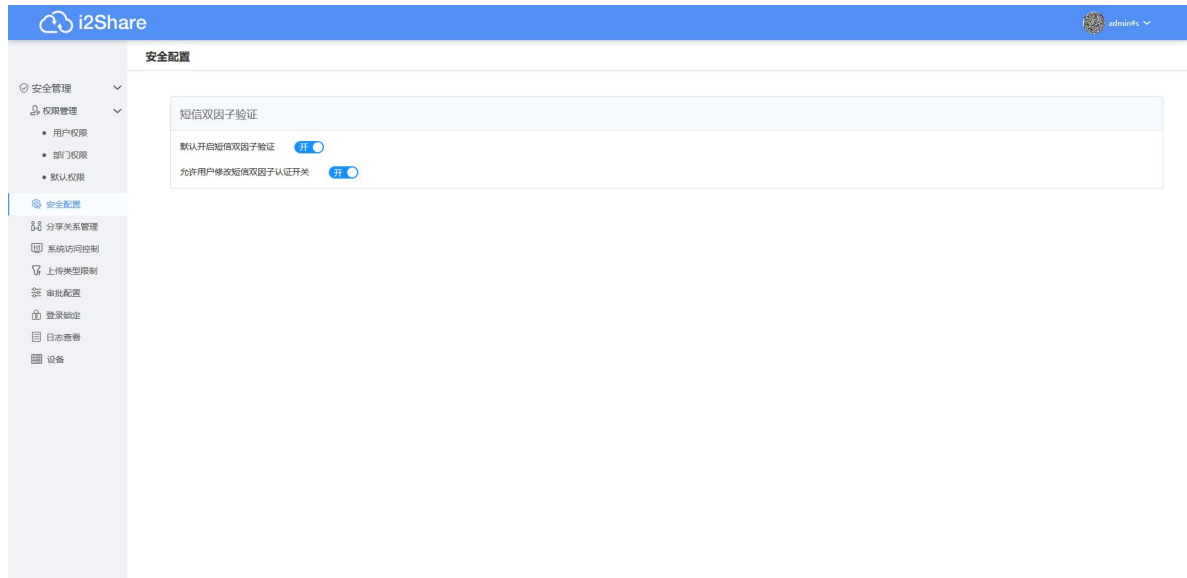 i2Share
admin#s
安全配置
安全管理
权限管理
用户权限
部门权限
默认权限
安全配置
分享关系管理
系统访问控制
上传类型限制
审批配置
登录锁定
日志查看
设备
短信双因子验证
默认开启短信双因子验证 开
允许用户修改短信双因子认证开关 开